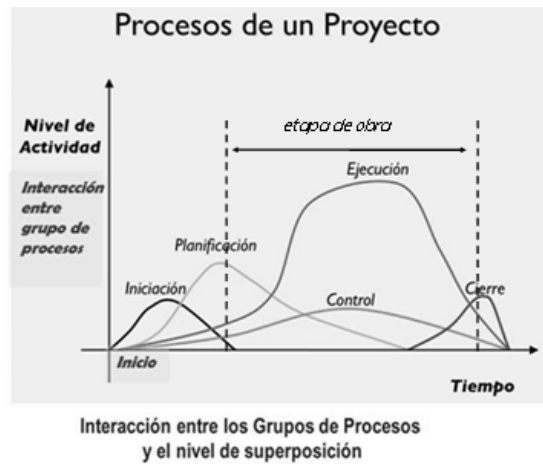 Procesos de un Proyecto
Nivel de
Actividad
etapa de obra
Ejecución
Interacción
entre
grupo de
procesos
Planificación
Iniciación
Control
Cierre
Inicio
Tiempo
Interacción entre los Grupos de Procesos
y el nivel de superposición